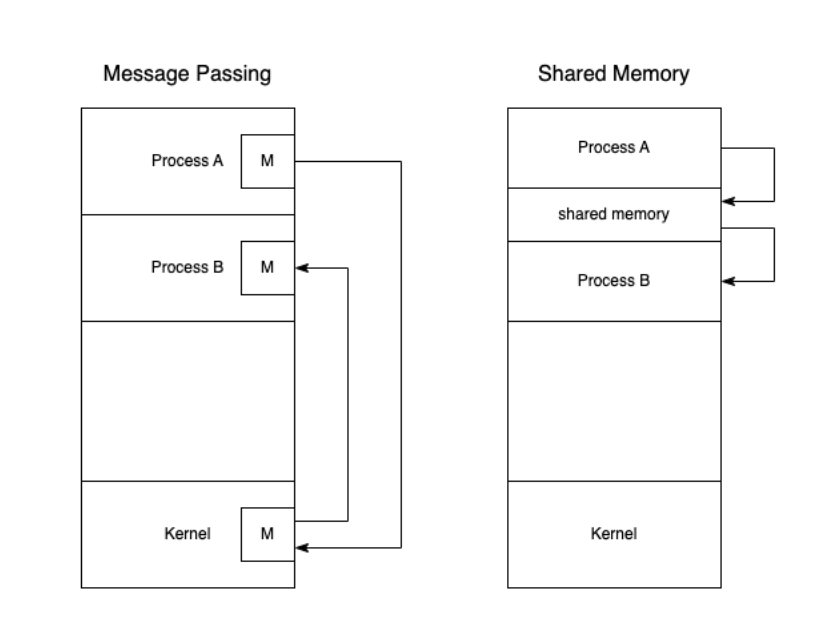 Message Passing
Process A
M
Process B
M
Kernel
M
Shared Memory
Process A
shared memory
Process B
Kernel